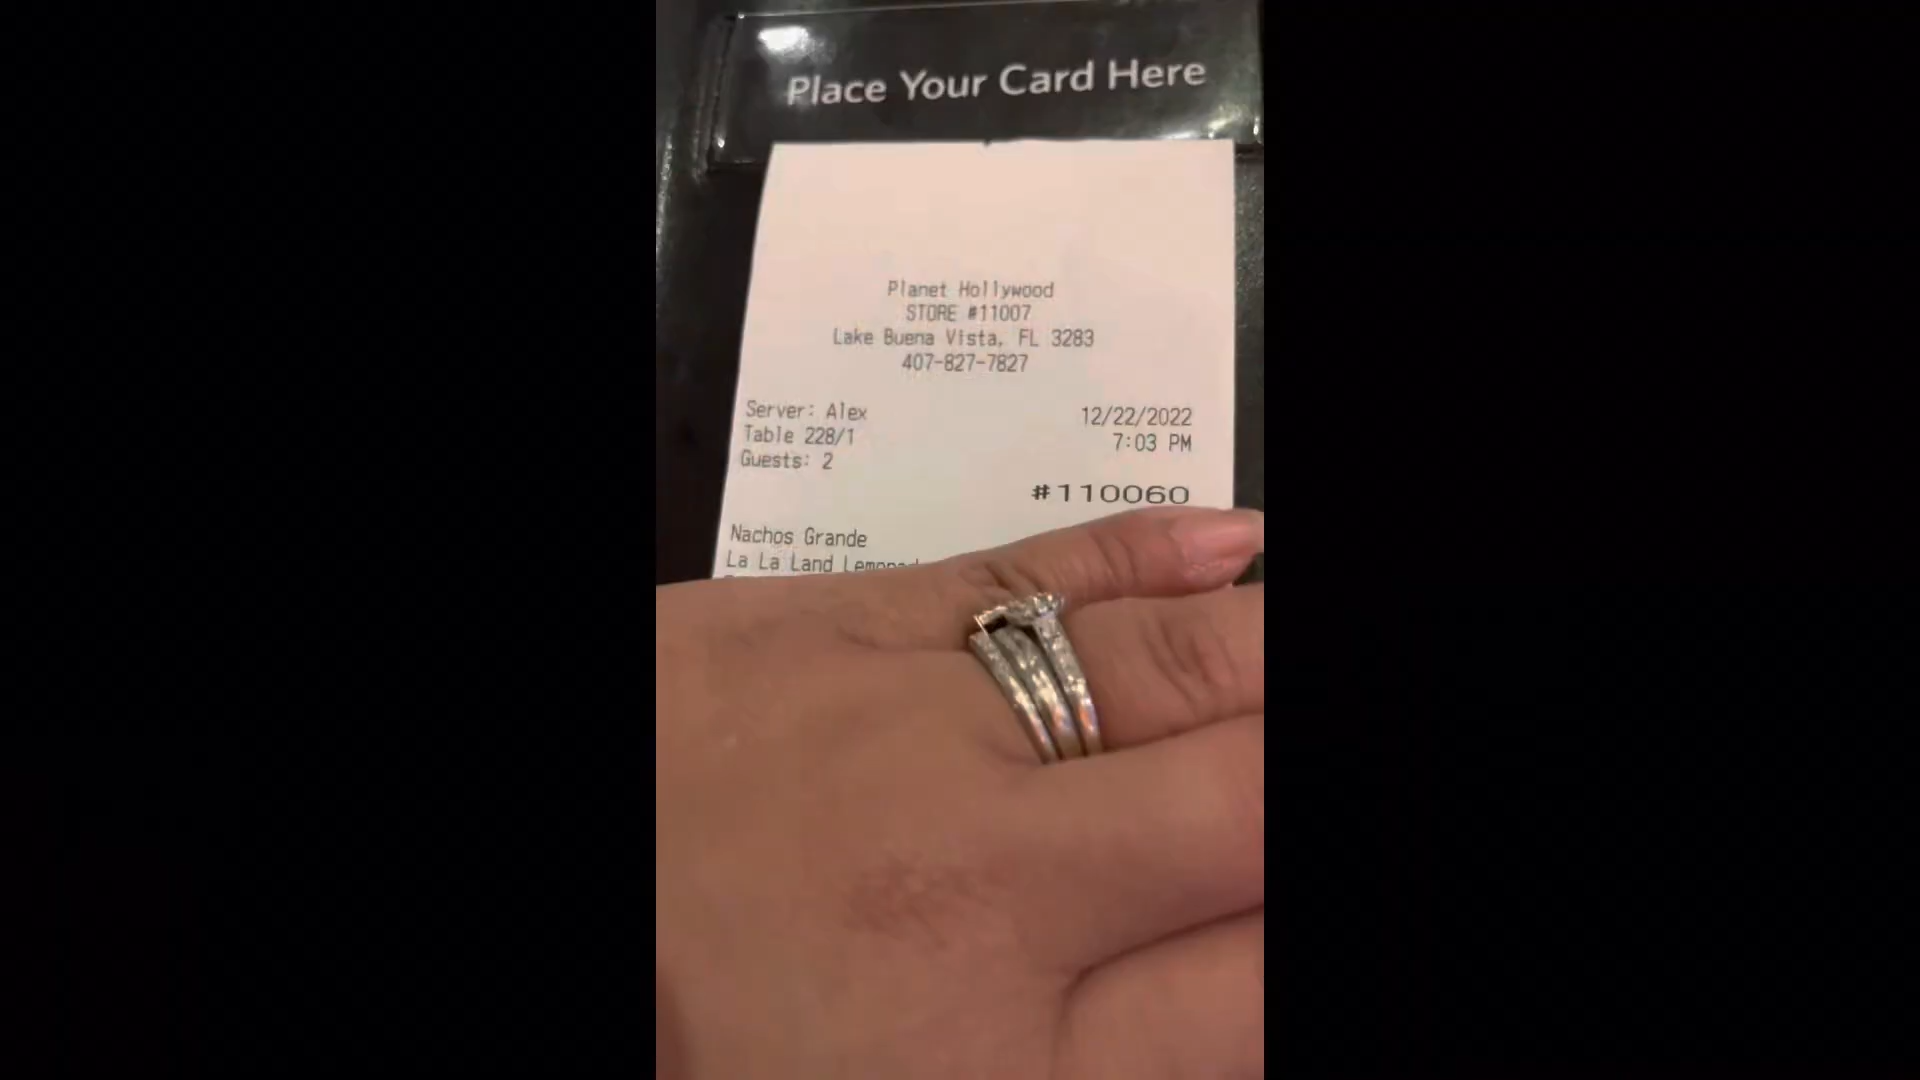 Place Your Card Here
Planet Hollywood
STORE #11007
Lake Buena Vista, FL 3283
407-827-7827
Server: Alex 12/22/2022
Table 228/1 7:03 PM
Guests: 2
#110060
Nachos Grande
La La Land